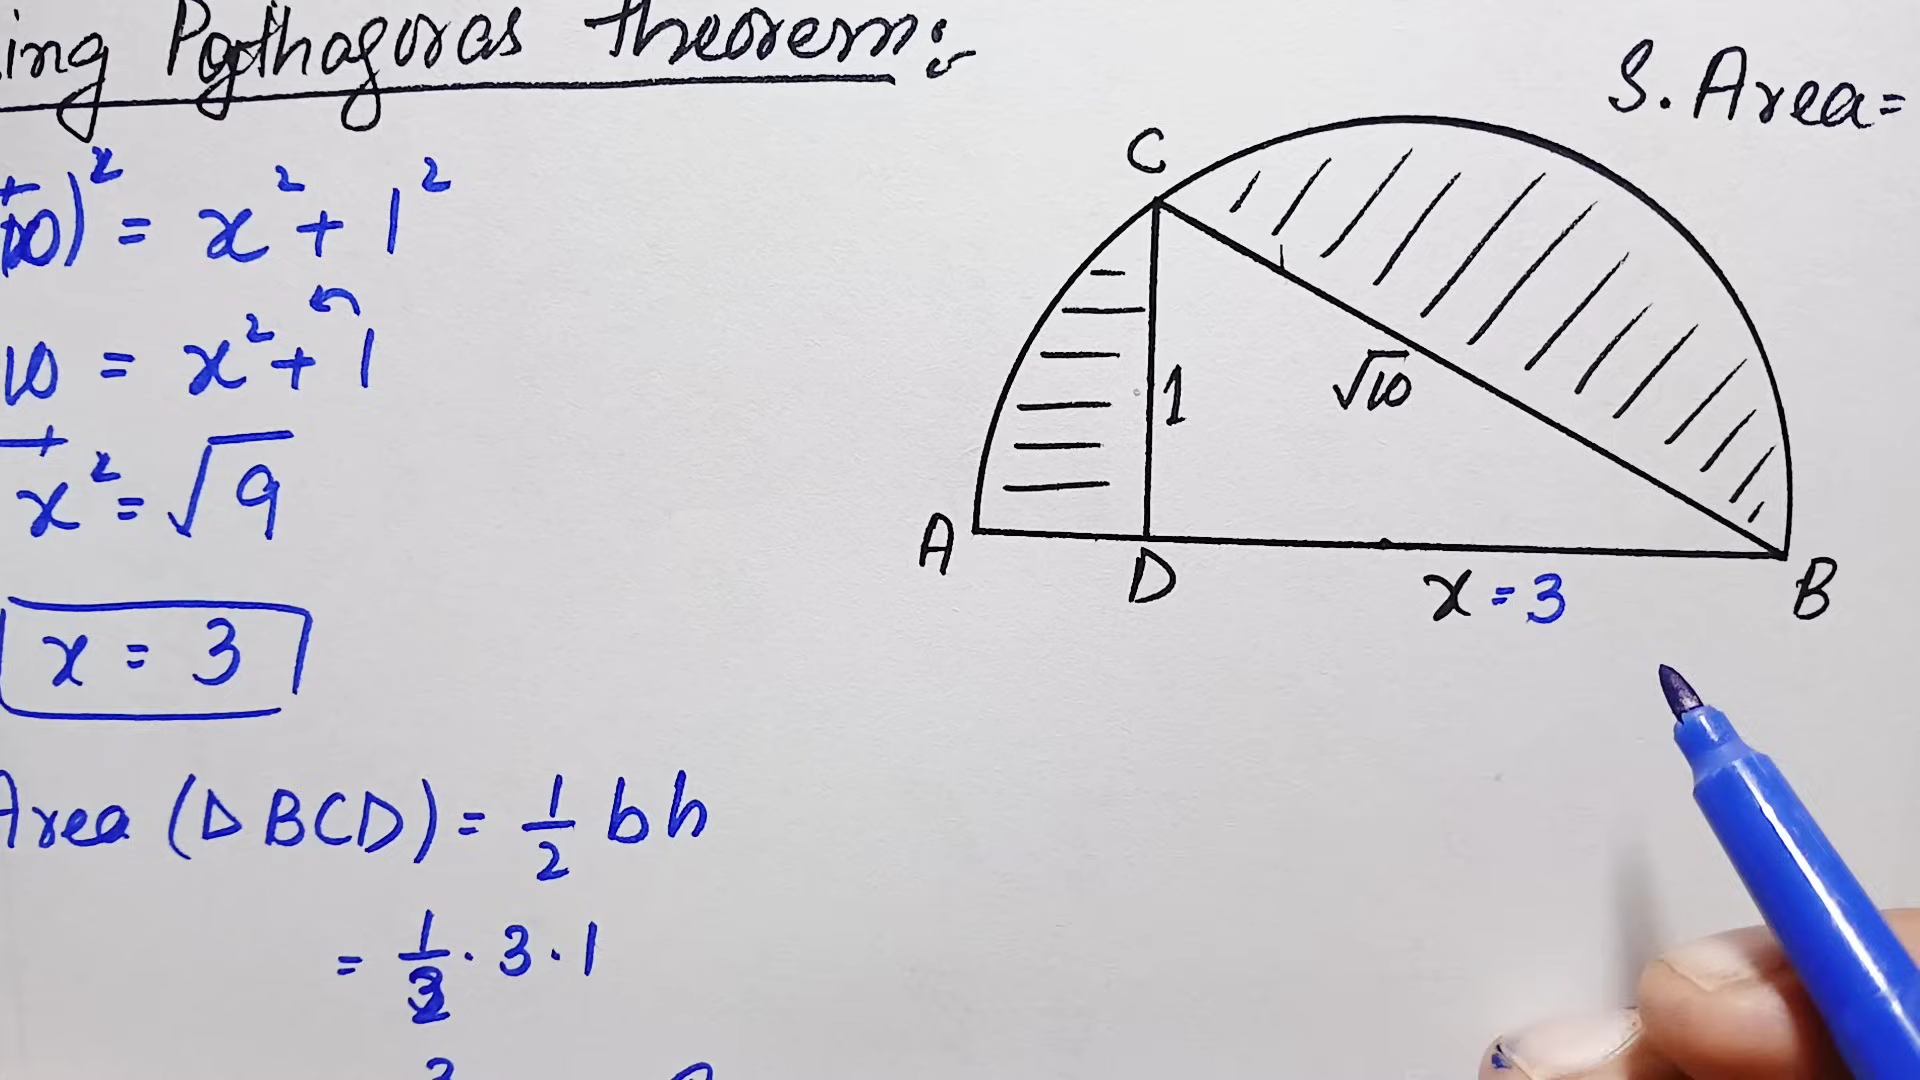 ing Pythagoras theorem:-
S. Area=
√10)² = x² + 1²
10 = x² + 1
x² = √9
x = 3
Area (Δ BCD) = 1/2 bh
= 1/2 · 3 · 1
C
1
√10
A
D
x = 3
B